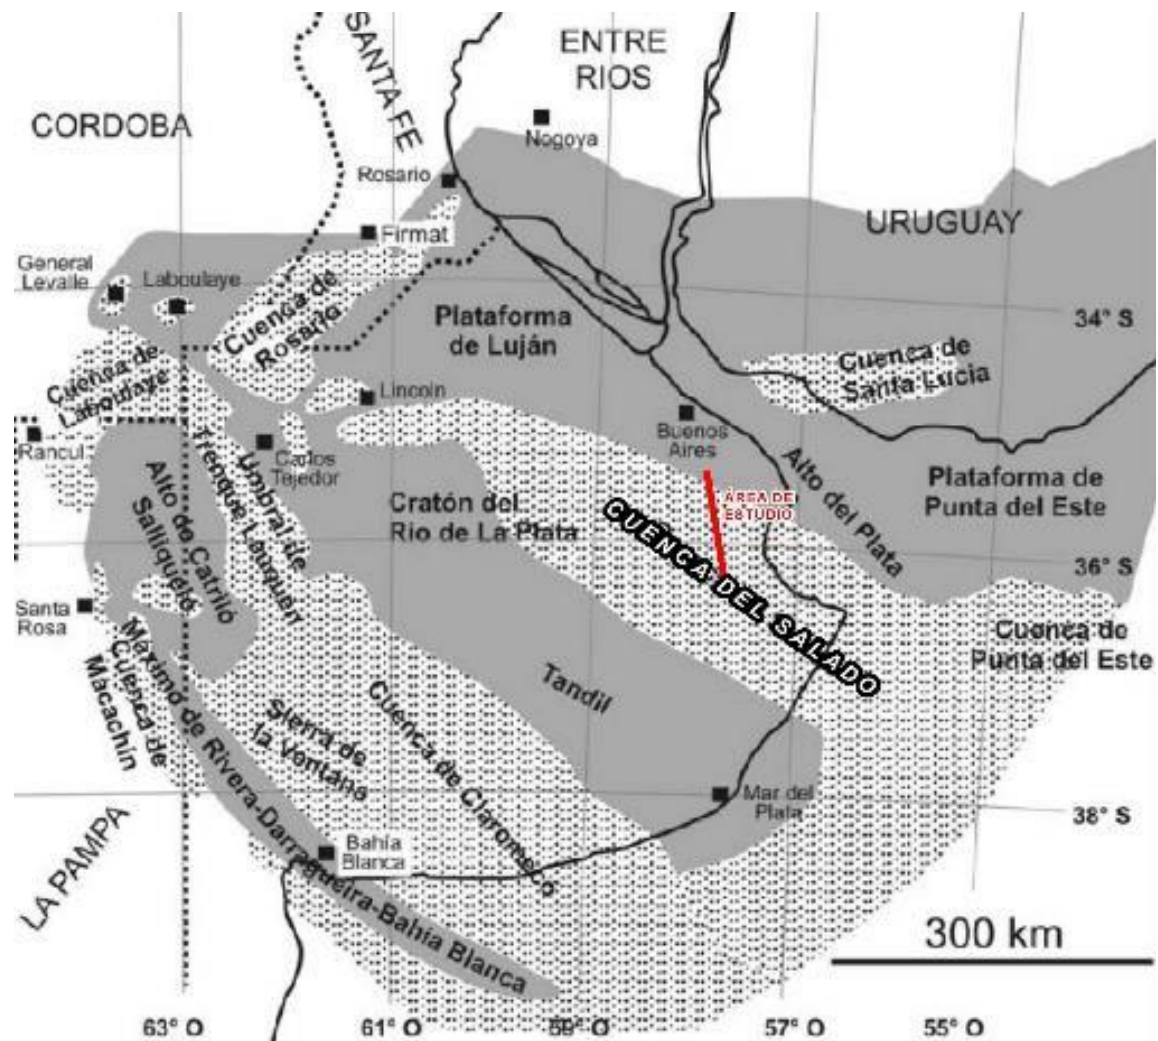 SANTA FE
ENTRE
RIOS
CORDOBA
Nogoya
Rosario
URUGUAY
Firmat
General
Levalle
Laboulaye
Cuenca de
Rosario
Plataforma
de Luján
34° S
Cuenca de
Laboulaye
Cuenca de
Santa Lucia
Lincoln
Buenos
Aires
Rancul
Carlos
Tejedor
Alto de Catriló
Salliqueló
Umbral de
Trenque Lauquen
Cratón del
Río de La Plata
ÁREA DE
ESTUDIO
Alto del Plata
Plataforma de
Punta del Este
CUENCA DEL SALADO
36° S
Santa
Rosa
Cuenca de
Punta del Este
Cuenca de
Macachín
Máximo de Rivera-Darragueira-Bahía Blanca
Sierra de
la Ventana
Cuenca de Claromecó
Tandil
Mar del
Plata
38° S
Bahía
Blanca
LA PAMPA
300 km
63° O
61° O
59° O
57° O
55° O